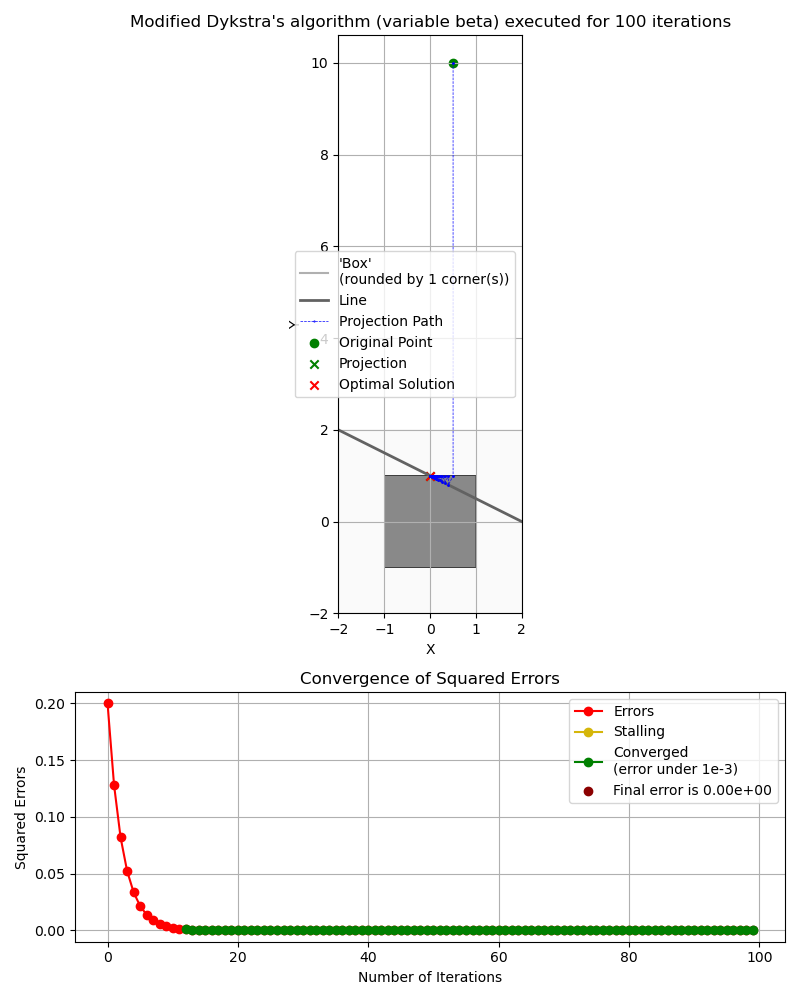 Modified Dykstra's algorithm (variable beta) executed for 100 iterations
10
8
6
4
2
0
−2
Y
'Box'
(rounded by 1 corner(s))
Line
Projection Path
Original Point
Projection
Optimal Solution
−2 −1 0 1 2
X
Convergence of Squared Errors
0.20
0.15
0.10
0.05
0.00
Squared Errors
Errors
Stalling
Converged
(error under 1e-3)
Final error is 0.00e+00
0 20 40 60 80 100
Number of Iterations